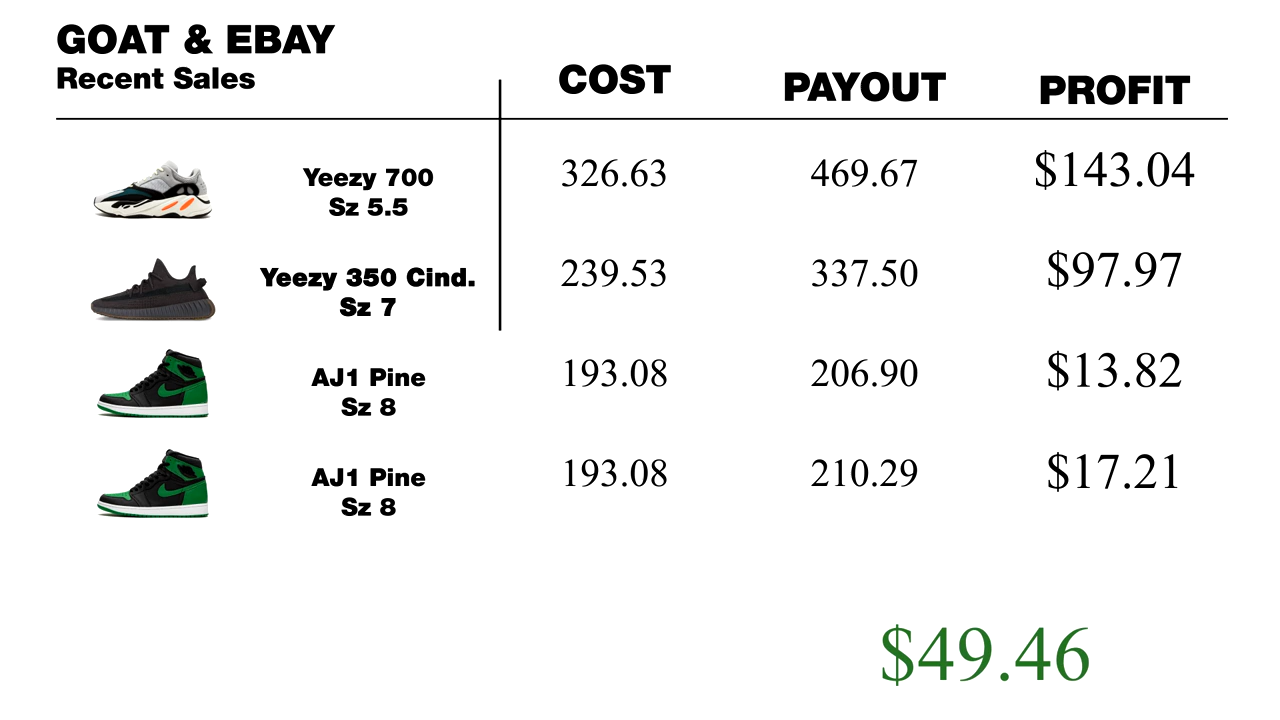 GOAT & EBAY
Recent Sales
COST PAYOUT PROFIT
Yeezy 700
Sz 5.5
326.63 469.67 $143.04
Yeezy 350 Cind.
Sz 7
239.53 337.50 $97.97
AJ1 Pine
Sz 8
193.08 206.90 $13.82
AJ1 Pine
Sz 8
193.08 210.29 $17.21
$49.46